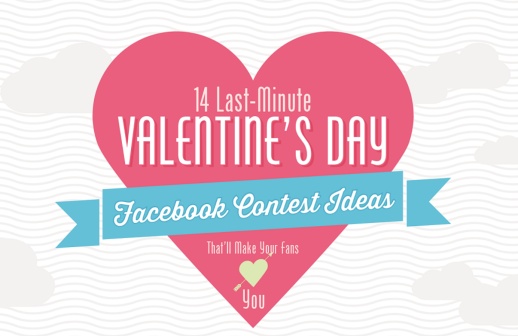 14 Last-Minute
VALENTINE'S DAY
Facebook Contest Ideas
That'll Make Your Fans
You